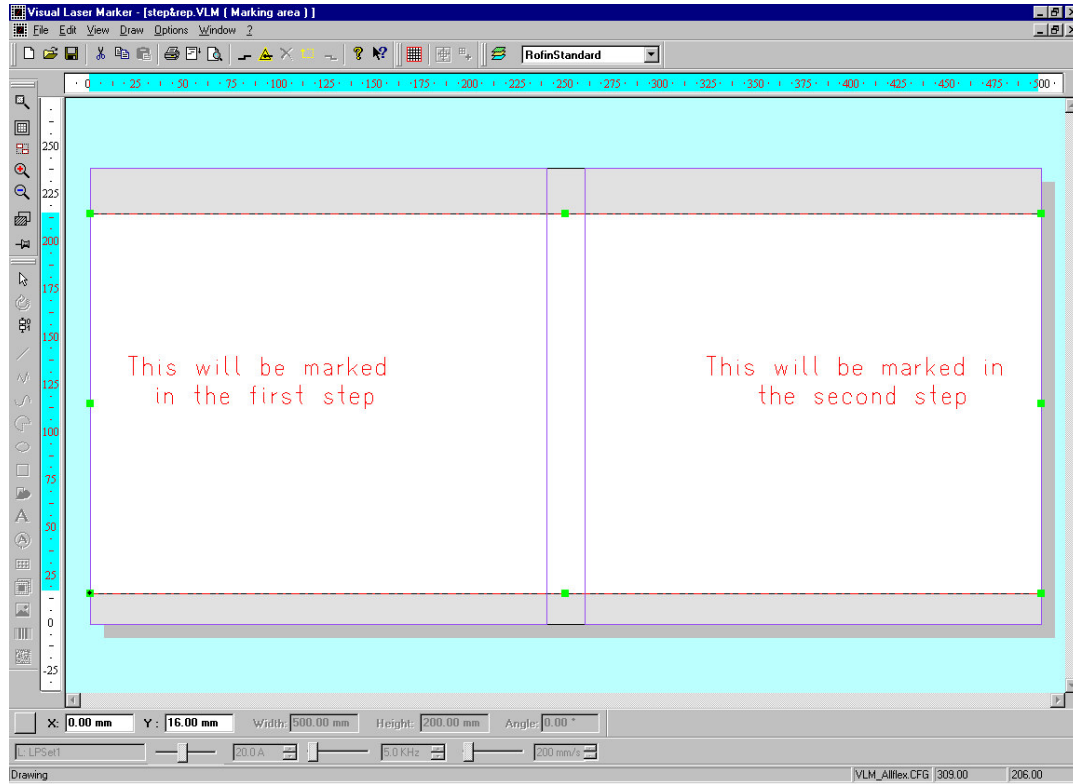 Visual Laser Marker - [step&rep.VLM ( Marking area ) ]
File Edit View Draw Options Window ?
RofinStandard
0 25 50 75 100 125 150 175 200 225 250 275 300 325 350 375 400 425 450 475 500
250
225
200
175
150
125
100
75
50
25
0
-25
This will be marked
in the first step
This will be marked in
the second step
X: 0.00 mm Y: 16.00 mm Width: 500.00 mm Height: 200.00 mm Angle: 0.00 °
L: LPSet1 20.0 A 5.0 KHz 200 mm/s
Drawing VLM_Allflex.CFG 309.00 206.00